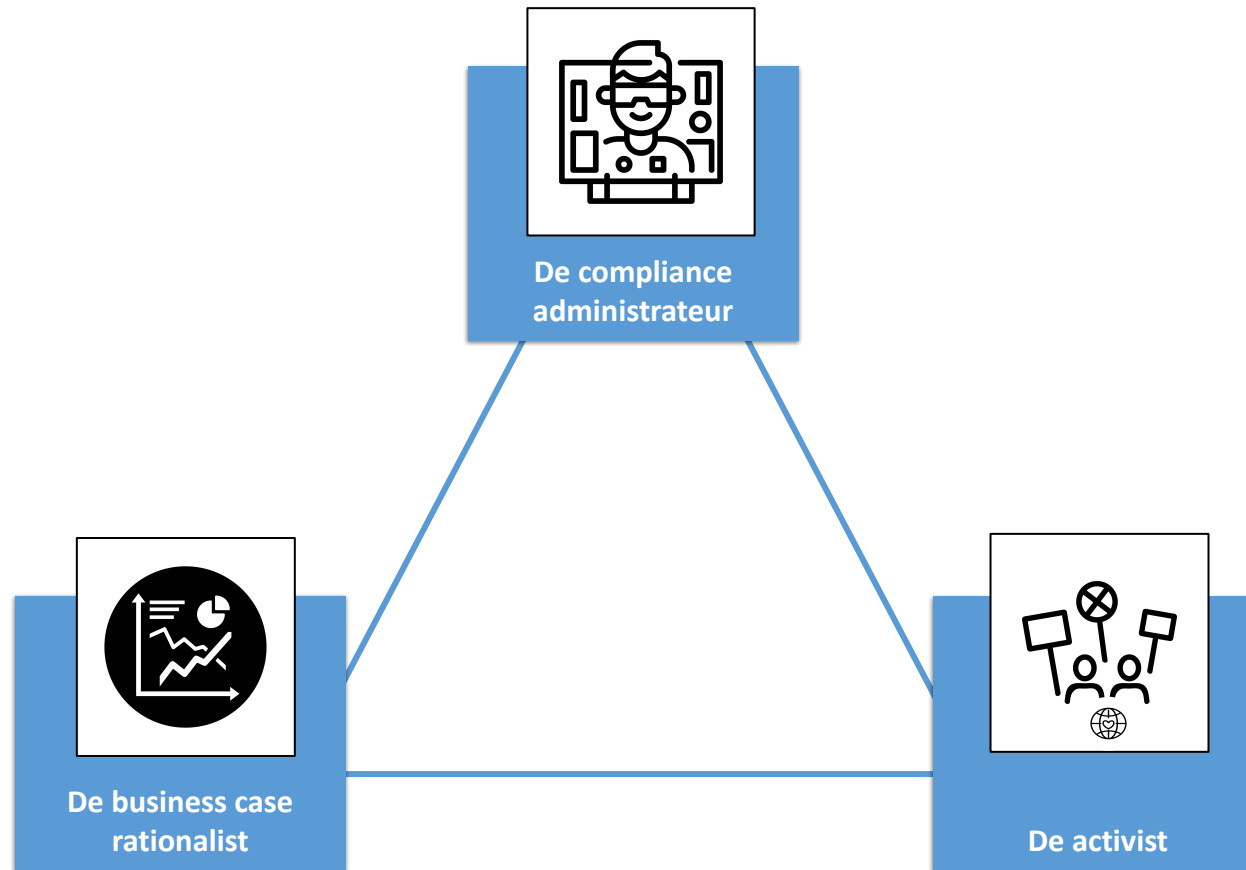 De compliance
administrateur
De business case
rationalist
De activist